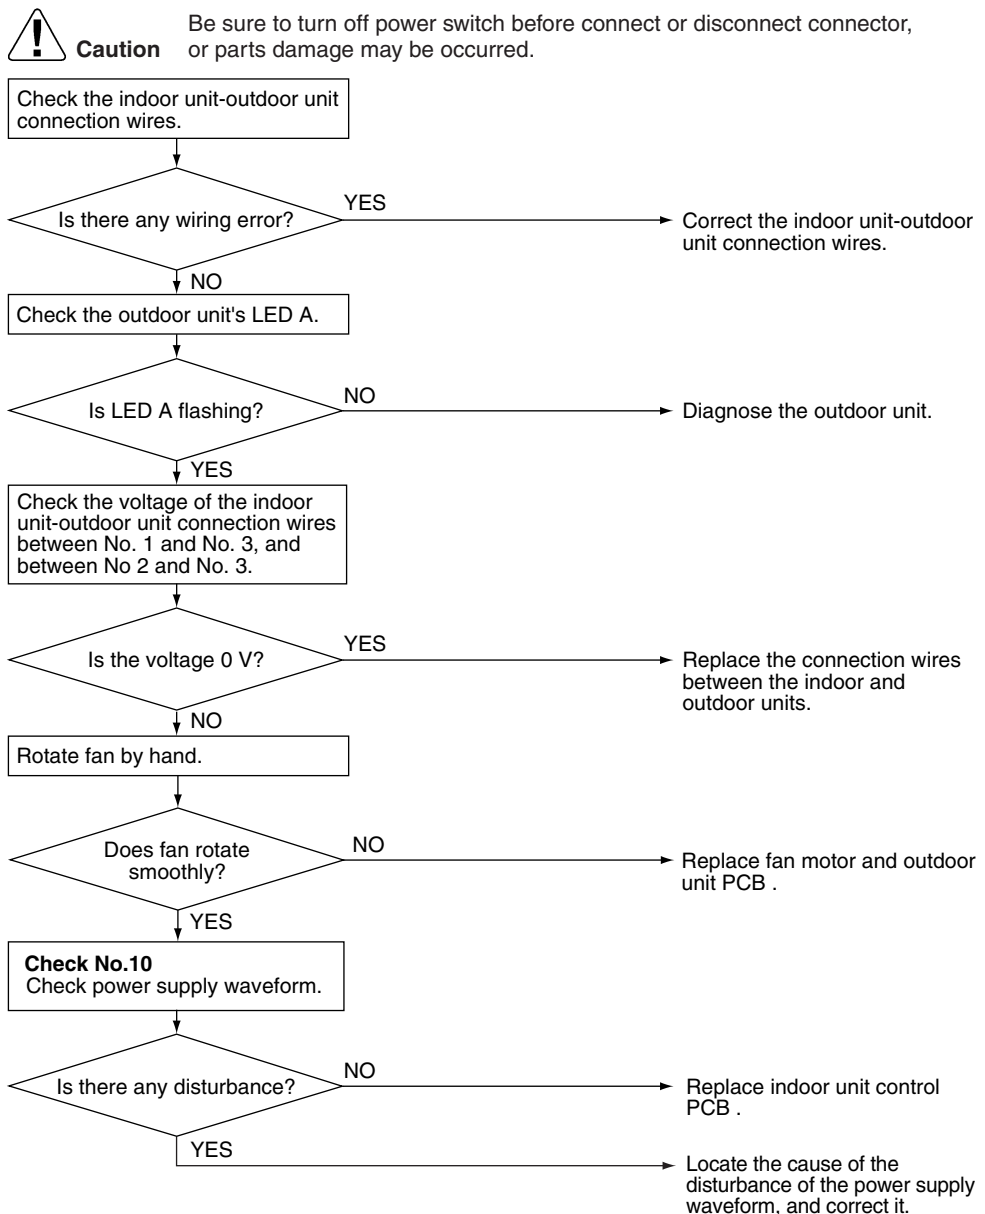 Be sure to turn off power switch before connect or disconnect connector,
Caution or parts damage may be occurred.
Check the indoor unit-outdoor unit
connection wires.
Is there any wiring error?
YES
Correct the indoor unit-outdoor
unit connection wires.
NO
Check the outdoor unit's LED A.
Is LED A flashing?
NO
Diagnose the outdoor unit.
YES
Check the voltage of the indoor
unit-outdoor unit connection wires
between No. 1 and No. 3, and
between No 2 and No. 3.
Is the voltage 0 V?
YES
Replace the connection wires
between the indoor and
outdoor units.
NO
Rotate fan by hand.
Does fan rotate
smoothly?
NO
Replace fan motor and outdoor
unit PCB .
YES
Check No.10
Check power supply waveform.
Is there any disturbance?
NO
Replace indoor unit control
PCB .
YES
Locate the cause of the
disturbance of the power supply
waveform, and correct it.